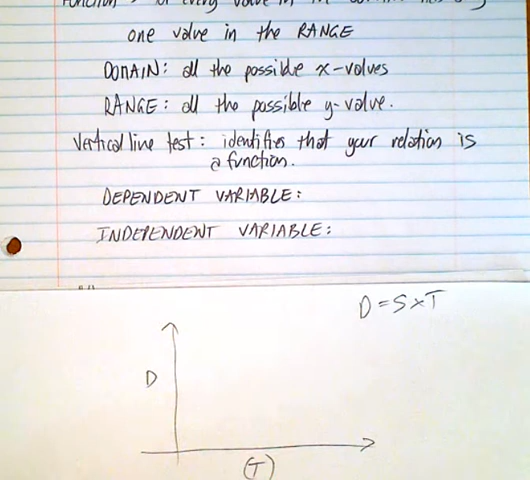 one value in the RANGE
DOMAIN: all the possible x-values
RANGE: all the possible y-value.
Vertical line test: identifies that your relation is
a function.
DEPENDENT VARIABLE:
INDEPENDENT VARIABLE:
D=S×T
D
(T)